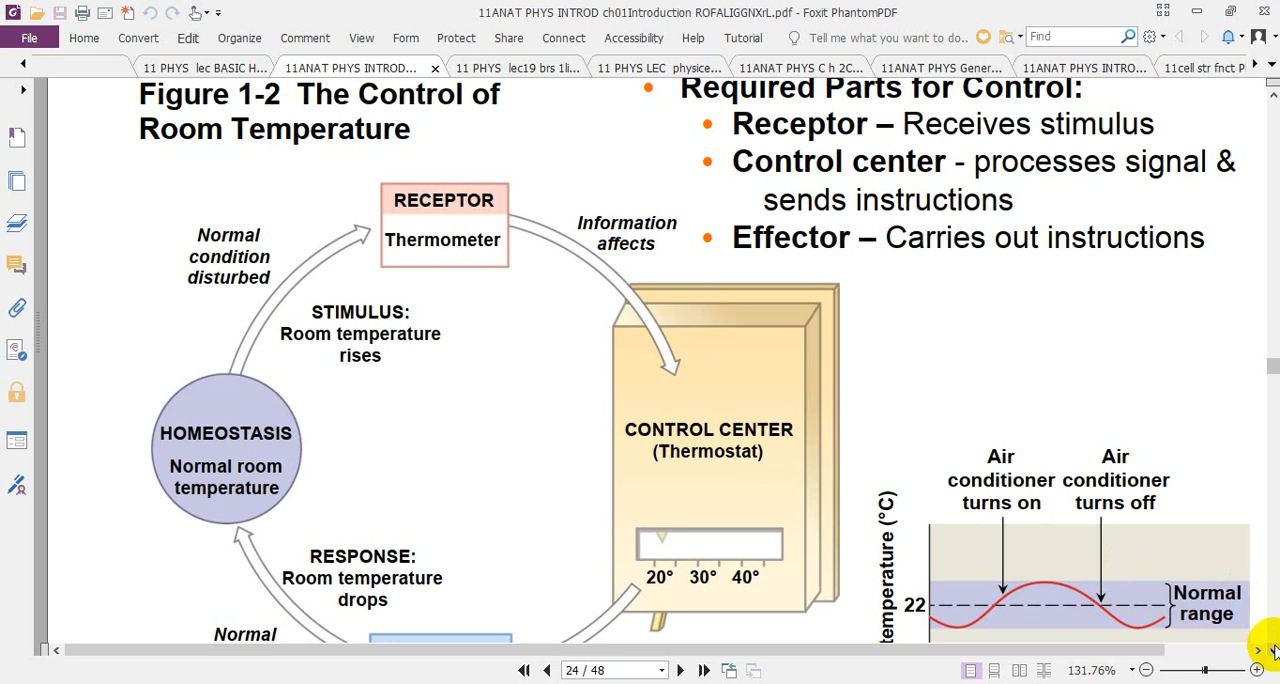 11ANAT PHYS INTROD ch01Introduction ROFALIGGNXrL.pdf - Foxit PhantomPDF
File Home Convert Edit Organize Comment View Form Protect Share Connect Accessibility Help Tutorial Tell me what you want to do.. Find
11 PHYS lec BASIC H... 11ANAT PHYS INTROD... 11 PHYS lec19 brs 1li... 11 PHYS LEC physice... 11ANAT PHYS C h 2C... 11ANAT PHYS Gener... 11ANAT PHYS INTRO... 11cell str fnct P
Figure 1-2 The Control of
Room Temperature
• Required Parts for Control:
• Receptor – Receives stimulus
• Control center - processes signal &
sends instructions
• Effector – Carries out instructions
RECEPTOR
Thermometer
Normal
condition
disturbed
Information
affects
STIMULUS:
Room temperature
rises
HOMEOSTASIS
Normal room
temperature
CONTROL CENTER
(Thermostat)
20° 30° 40°
RESPONSE:
Room temperature
drops
Normal
Air
conditioner
turns on
Air
conditioner
turns off
temperature (°C)
22
Normal
range
24 / 48
131.76%